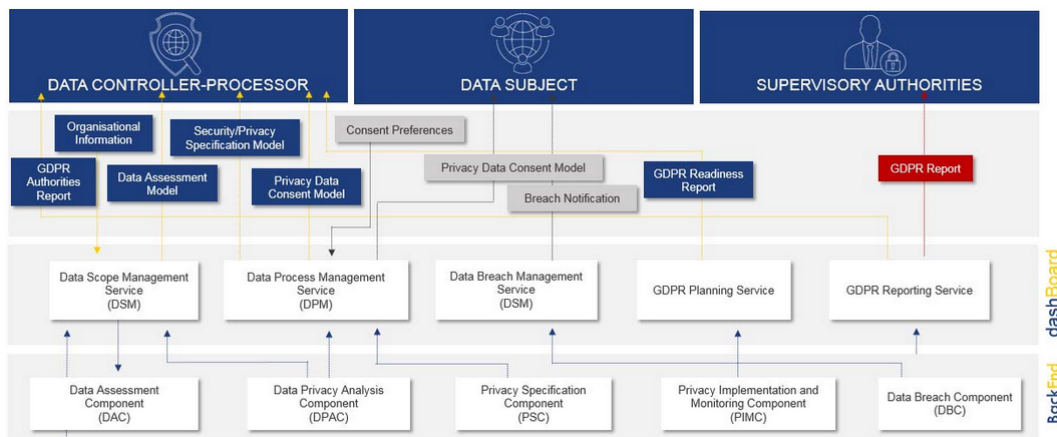 DATA CONTROLLER-PROCESSOR
DATA SUBJECT
SUPERVISORY AUTHORITIES
Organisational
Information
Security/Privacy
Specification Model
Consent Preferences
GDPR
Authorities
Report
Data Assessment
Model
Privacy Data
Consent Model
Privacy Data Consent Model
Breach Notification
GDPR Readiness
Report
GDPR Report
Data Scope Management
Service
(DSM)
Data Process Management
Service
(DPM)
Data Breach Management
Service
(DSM)
GDPR Planning Service
GDPR Reporting Service
dashBoard
Data Assessment
Component
(DAC)
Data Privacy Analysis
Component
(DPAC)
Privacy Specification
Component
(PSC)
Privacy Implementation and
Monitoring Component
(PIMC)
Data Breach Component
(DBC)
BackEnd